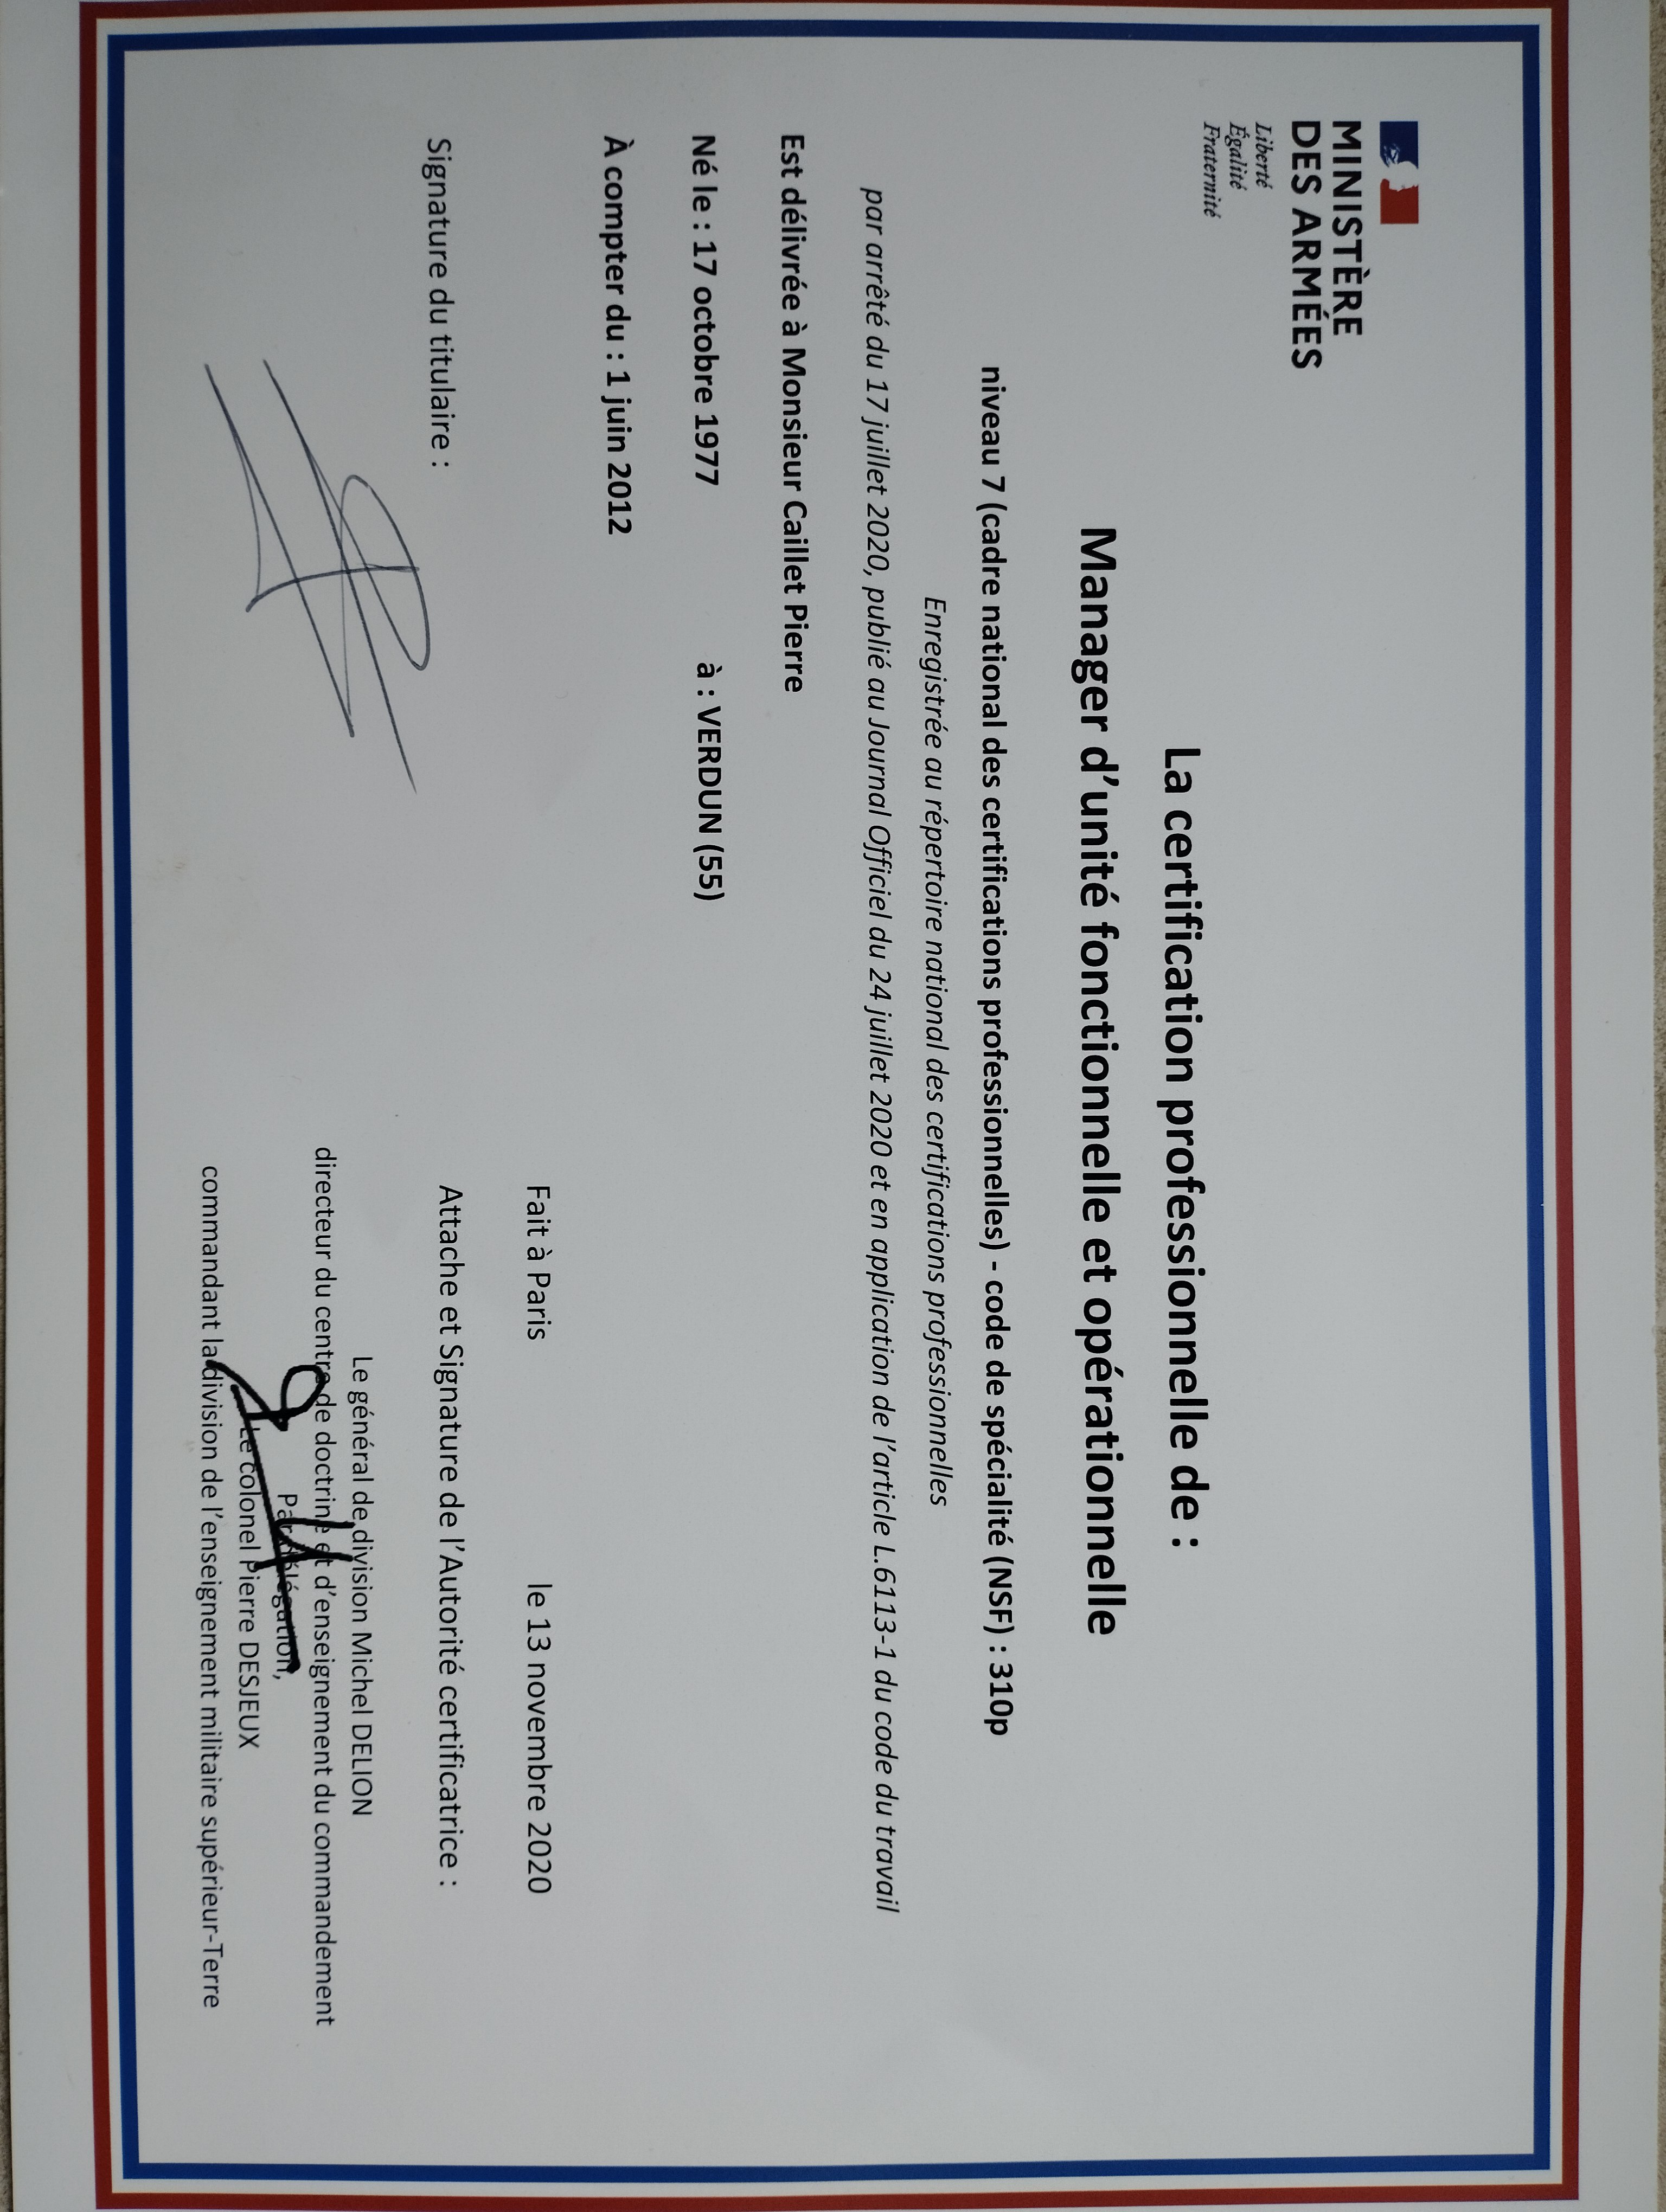 MINISTÈRE
DES ARMÉES
Liberté
Égalité
Fraternité
La certification professionnelle de :
Manager d’unité fonctionnelle et opérationnelle
niveau 7 (cadre national des certifications professionnelles) - code de spécialité (NSF) : 310p
Enregistrée au répertoire national des certifications professionnelles
par arrêté du 17 juillet 2020, publié au Journal Officiel du 24 juillet 2020 et en application de l’article L.6113-1 du code du travail
Est délivrée à Monsieur Caillet Pierre
Né le : 17 octobre 1977 à : VERDUN (55)
À compter du : 1 juin 2012
Fait à Paris le 13 novembre 2020
Signature du titulaire :
Attache et Signature de l’Autorité certificatrice :
Le général de division Michel DELION
directeur du centre de doctrine et d’enseignement du commandement
Par délégation,
Le colonel Pierre DESJEUX
commandant la division de l’enseignement militaire supérieur-Terre